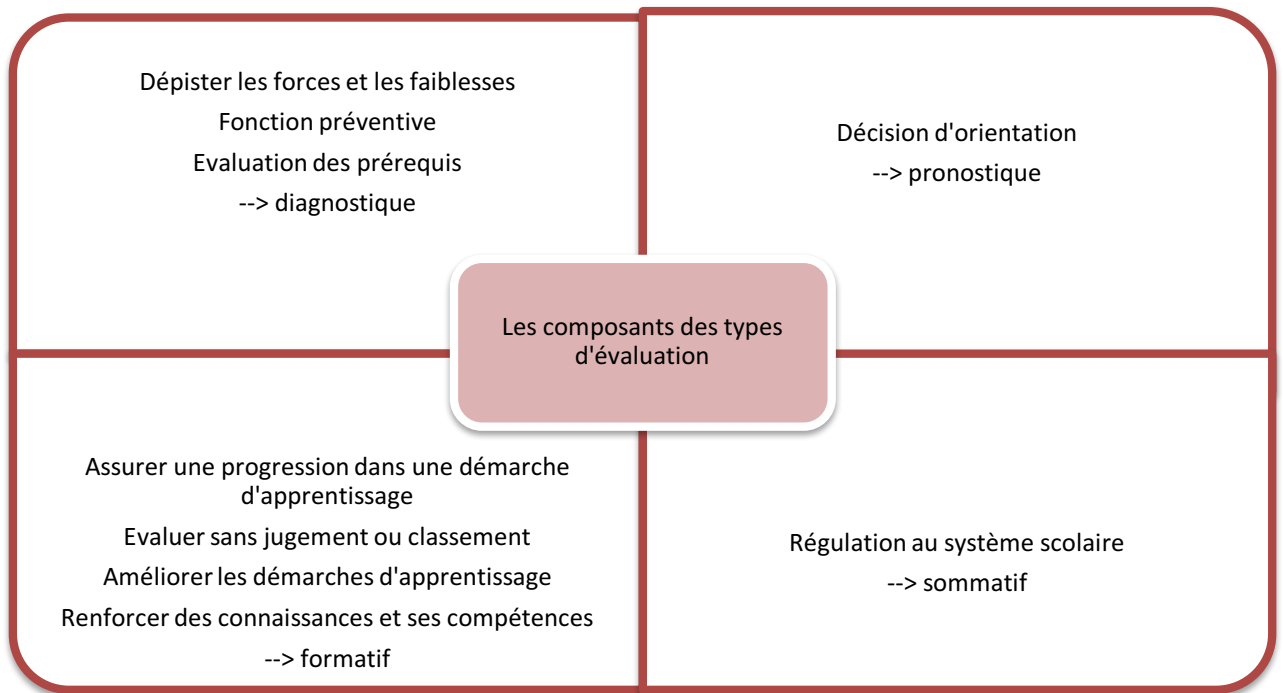 Dépister les forces et les faiblesses
Fonction préventive
Evaluation des prérequis
--> diagnostique
Décision d'orientation
--> pronostique
Les composants des types
d'évaluation
Assurer une progression dans une démarche
d'apprentissage
Evaluer sans jugement ou classement
Améliorer les démarches d'apprentissage
Renforcer des connaissances et ses compétences
--> formatif
Régulation au système scolaire
--> sommatif